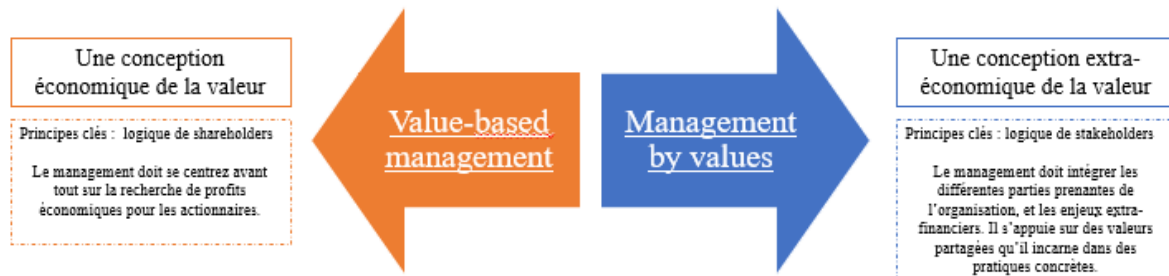 Une conception
économique de la valeur
Principes clés : logique de shareholders
Le management doit se centrez avant
tout sur la recherche de profits
économiques pour les actionnaires.
Value-based
management
Management
by values
Une conception extra-
économique de la valeur
Principes clés : logique de stakeholders
Le management doit intégrer les
différentes parties prenantes de
l'organisation, et les enjeux extra-
financiers. Il s'appuie sur des valeurs
partagées qu'il incarne dans des
pratiques concrètes.